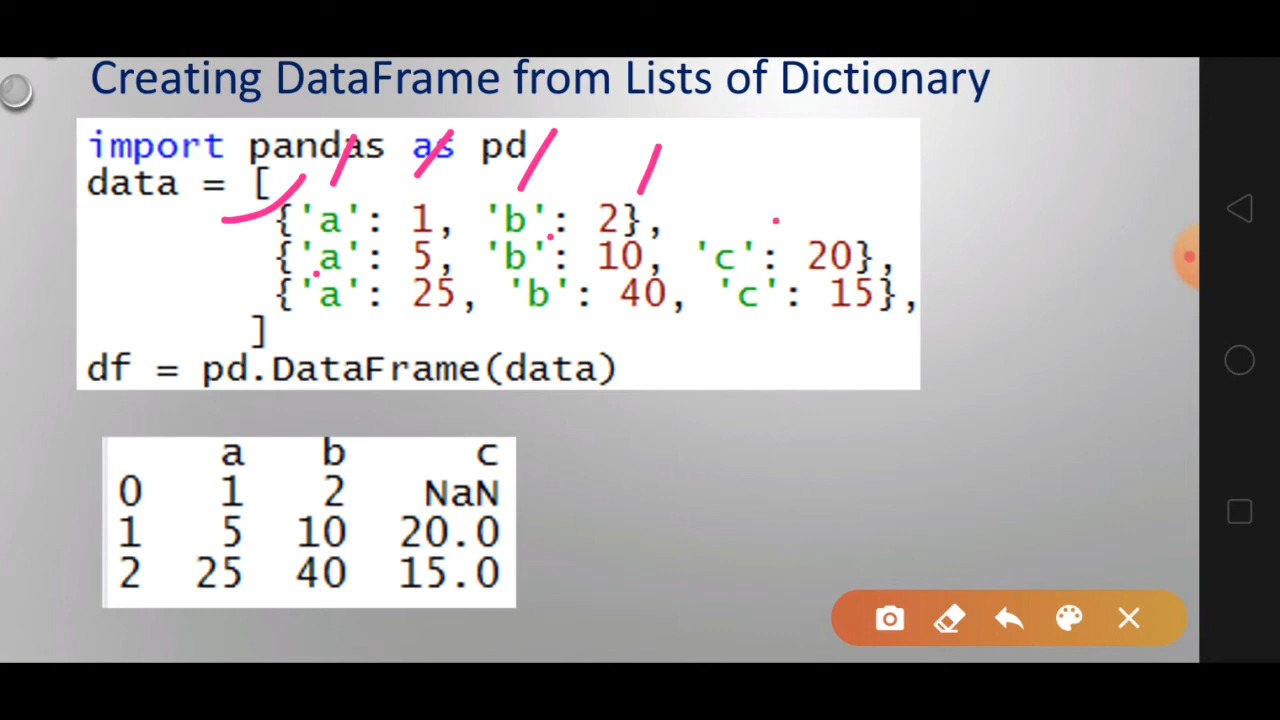 Creating DataFrame from Lists of Dictionary
import pandas as pd
data = [
{'a': 1, 'b': 2},
{'a': 5, 'b': 10, 'c': 20},
{'a': 25, 'b': 40, 'c': 15},
]
df = pd.DataFrame(data)
a b c
0 1 2 NaN
1 5 10 20.0
2 25 40 15.0